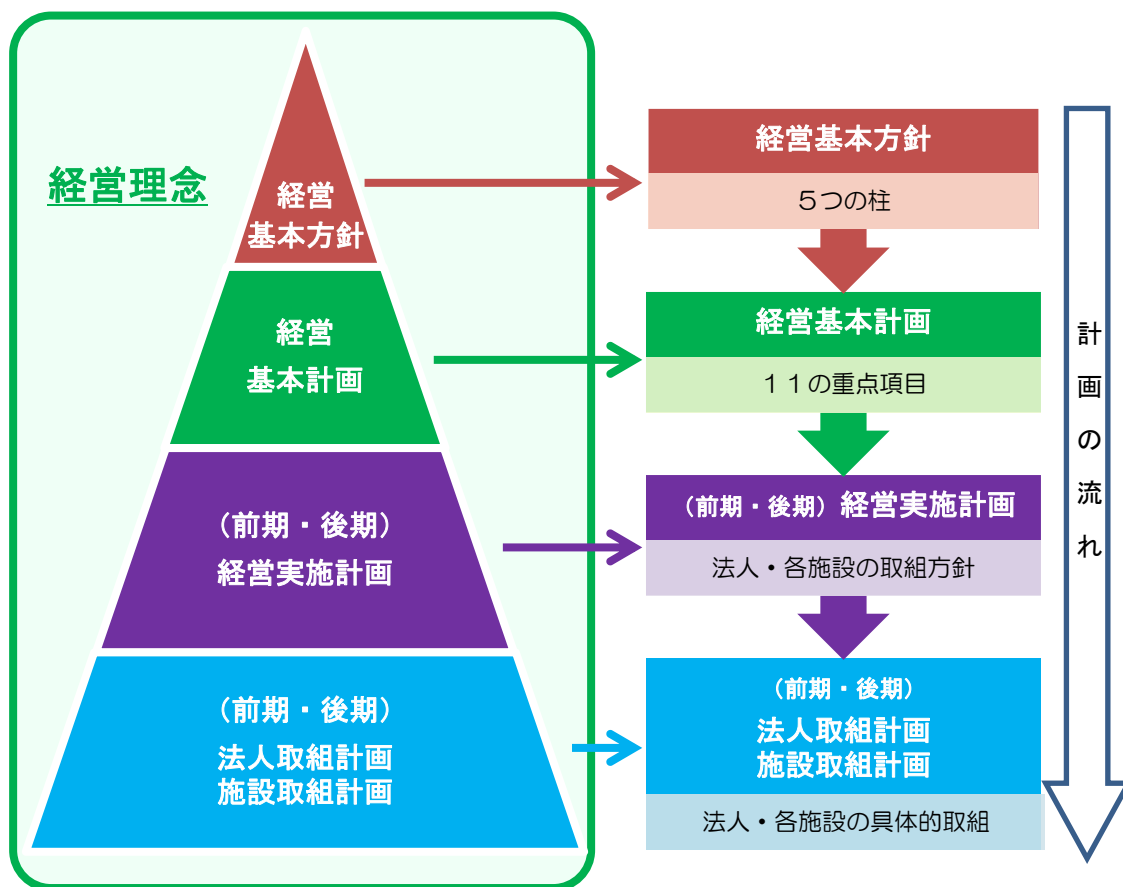 経営理念
経営
基本方針
経営
基本計画
（前期・後期）
経営実施計画
（前期・後期）
法人取組計画
施設取組計画
経営基本方針
５つの柱
経営基本計画
１１の重点項目
（前期・後期）経営実施計画
法人・各施設の取組方針
（前期・後期）
法人取組計画
施設取組計画
法人・各施設の具体的取組
計画の流れ